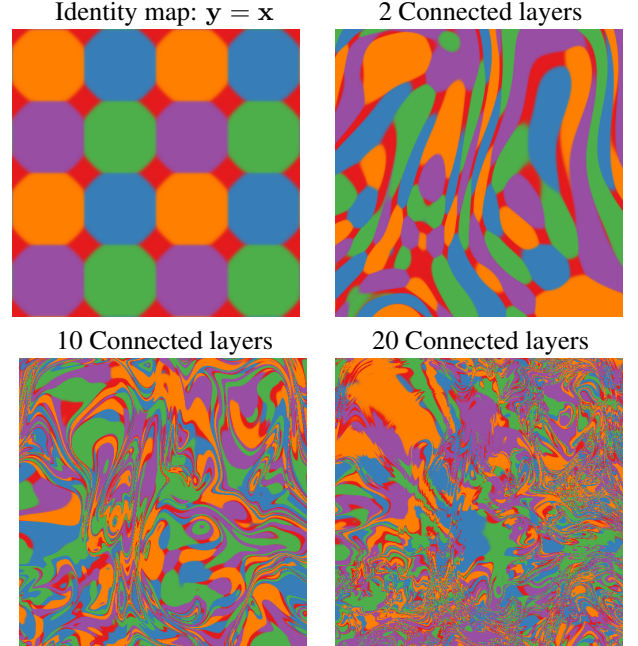 Identity map: y = x
2 Connected layers
10 Connected layers
20 Connected layers